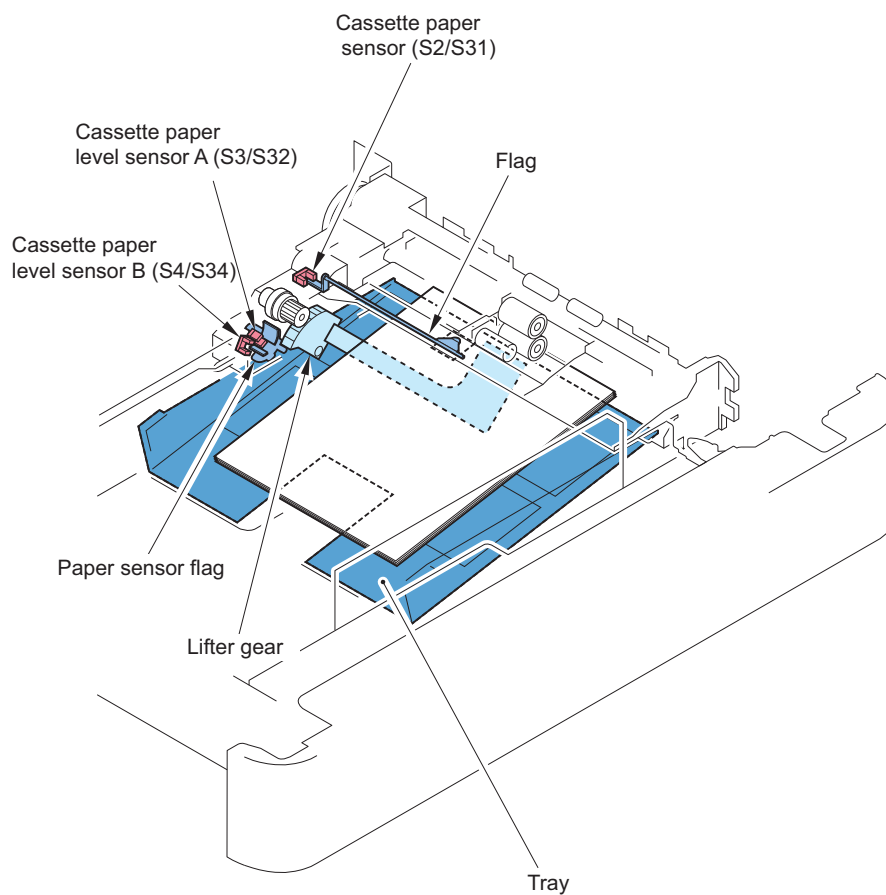 Cassette paper
sensor (S2/S31)
Cassette paper
level sensor A (S3/S32)
Flag
Cassette paper
level sensor B (S4/S34)
Paper sensor flag
Lifter gear
Tray